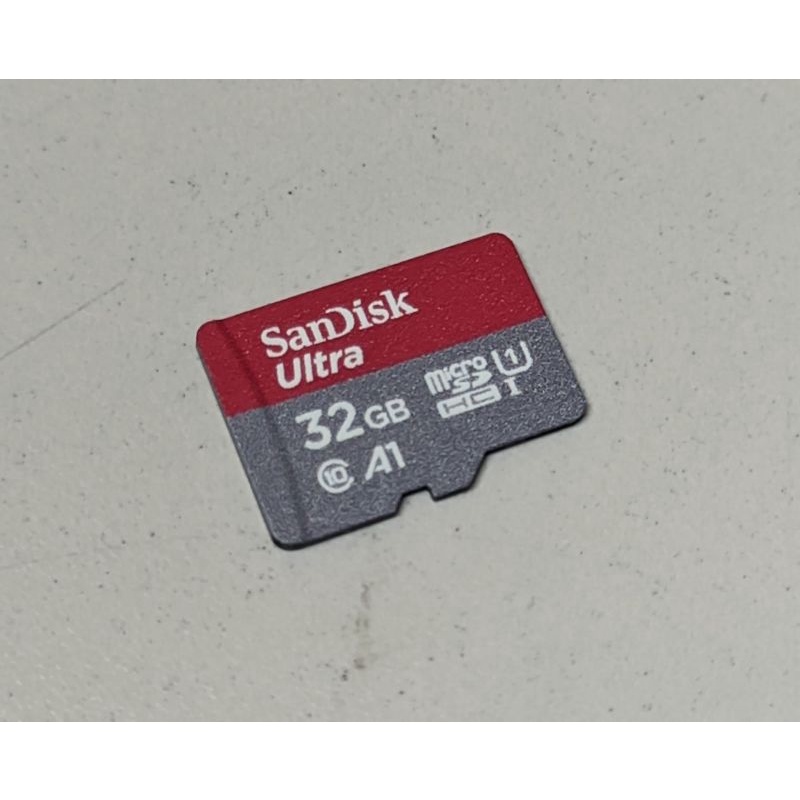 SanDisk
Ultra
32GB
micro
SD
HC I
U1
10 A1